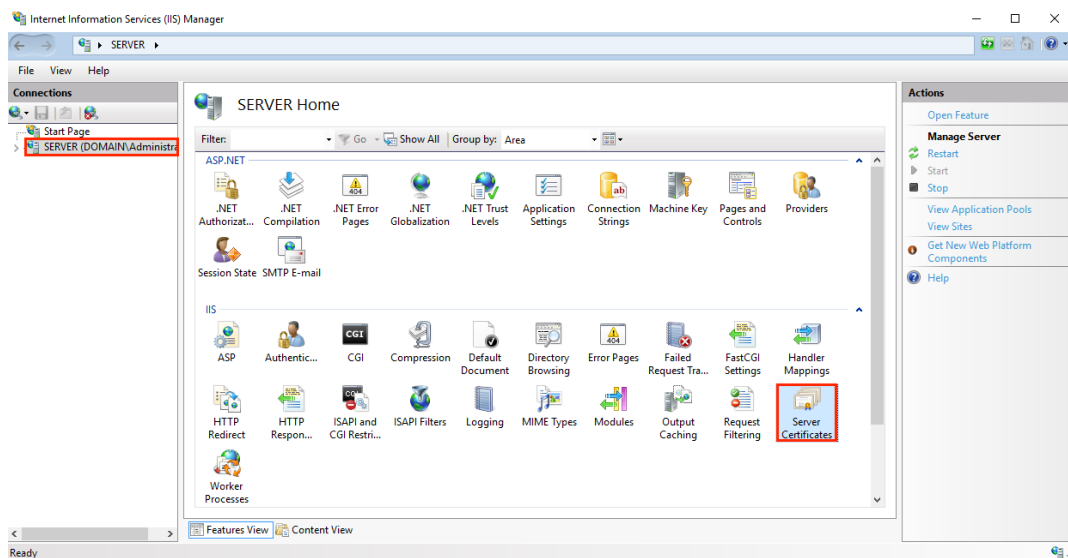 Internet Information Services (IIS) Manager
SERVER
File View Help
Connections
Start Page
SERVER (DOMAIN\Administra
SERVER Home
Filter: Go Show All Group by: Area
ASP.NET
.NET Authorizat...
.NET Compilation
.NET Error Pages
.NET Globalization
.NET Trust Levels
Application Settings
Connection Strings
Machine Key
Pages and Controls
Providers
Session State
SMTP E-mail
IIS
ASP
Authentic...
CGI
Compression
Default Document
Directory Browsing
Error Pages
Failed Request Tra...
FastCGI Settings
Handler Mappings
HTTP Redirect
HTTP Respon...
ISAPI and CGI Restri...
ISAPI Filters
Logging
MIME Types
Modules
Output Caching
Request Filtering
Server Certificates
Worker Processes
Features View Content View
Actions
Open Feature
Manage Server
Restart
Start
Stop
View Application Pools
View Sites
Get New Web Platform
Components
Help
Ready